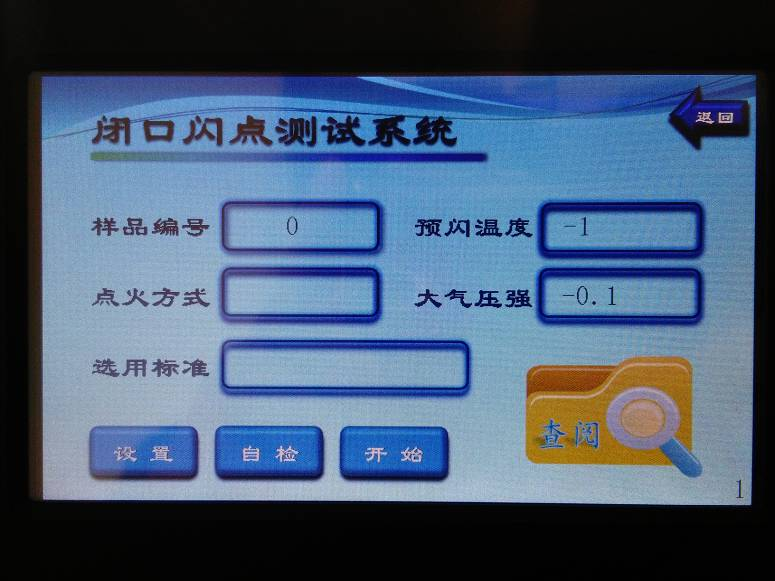 闭口闪点测试系统
退回
样品编号 0 预闪温度 -1
点火方式 大气压强 -0.1
选用标准
查阅
设置 自检 开始
1